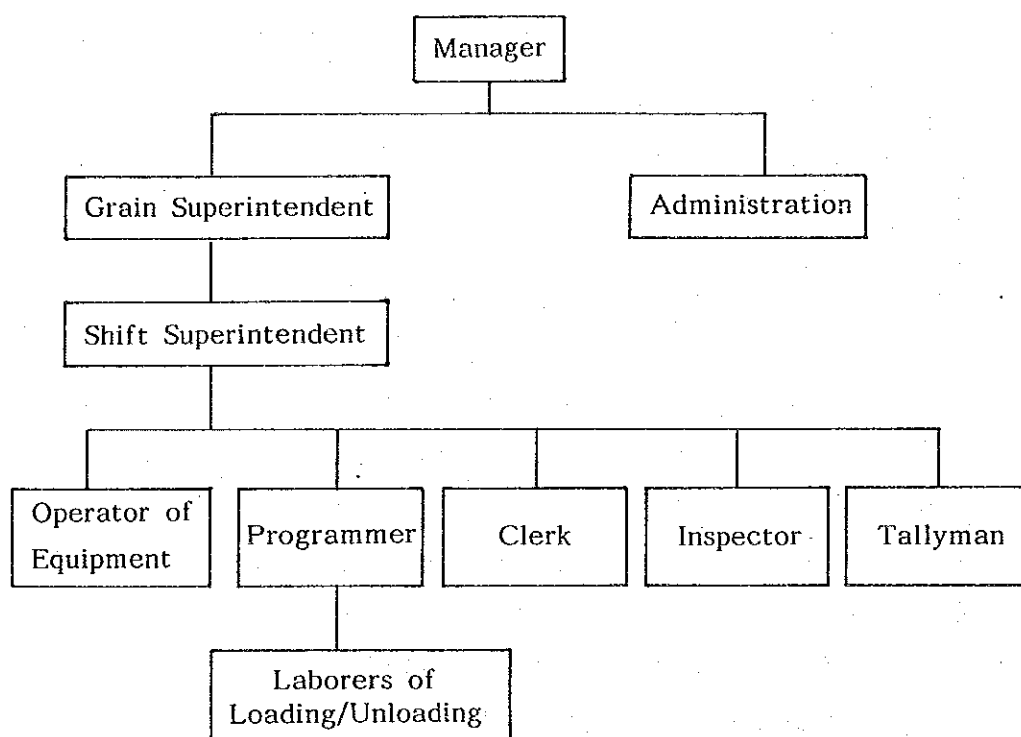 Manager
Grain Superintendent
Administration
Shift Superintendent
Operator of
Equipment
Programmer
Clerk
Inspector
Tallyman
Laborers of
Loading/Unloading